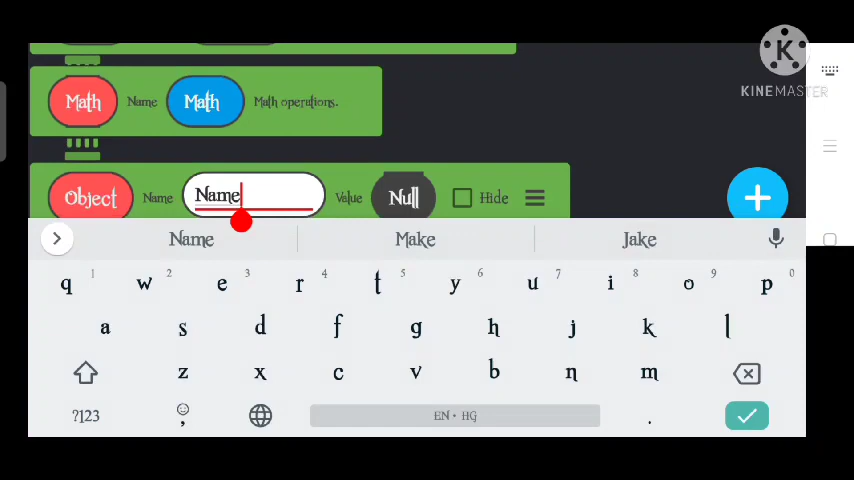 K
KINEMASTER
Math Name Math Math operations.
Object Name Name Value Null Hide
Name Make Jake
q 1 w 2 e 3 r 4 t 5 y 6 u 7 i 8 o 9 p 0
a s d f g h j k l
z x c v b n m
?123 , EN • HG .